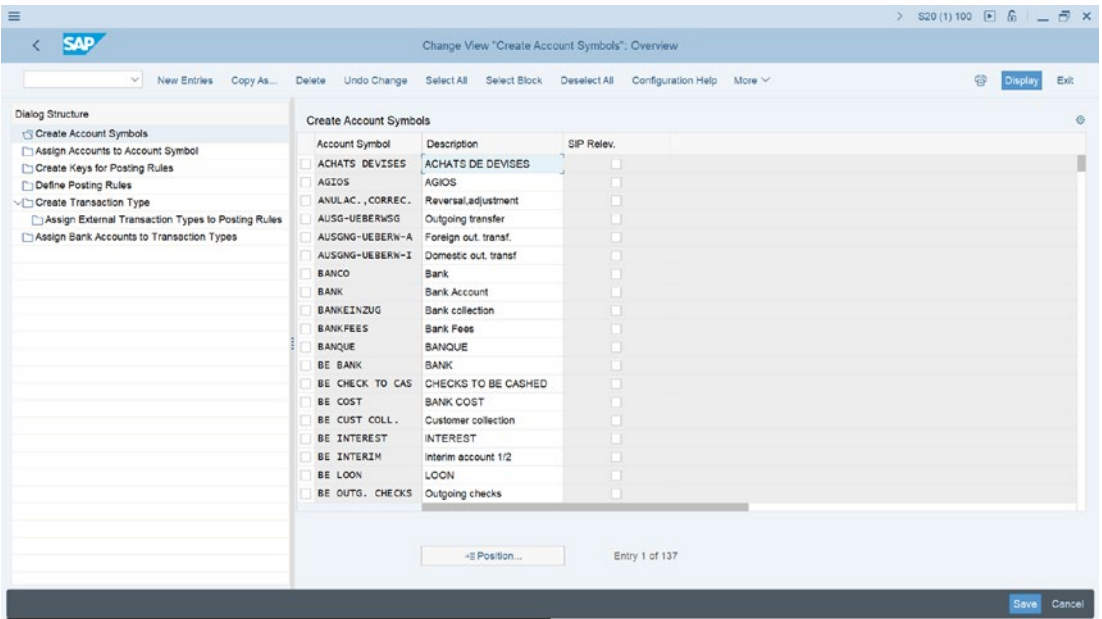 S20 (1) 100
SAP
Change View "Create Account Symbols": Overview
New Entries Copy As... Delete Undo Change Select All Select Block Deselect All Configuration Help More Display Exit
Dialog Structure
Create Account Symbols
Assign Accounts to Account Symbol
Create Keys for Posting Rules
Define Posting Rules
Create Transaction Type
Assign External Transaction Types to Posting Rules
Assign Bank Accounts to Transaction Types
Create Account Symbols
Account Symbol Description SIP Relev.
ACHATS DEVISES ACHATS DE DEVISES
AGIOS AGIOS
ANULAC.,CORREC. Reversal,adjustment
AUSG-UEBERWSG Outgoing transfer
AUSGNG-UEBERW-A Foreign out. transf.
AUSGNG-UEBERW-I Domestic out. transf
BANCO Bank
BANK Bank Account
BANKEINZUG Bank collection
BANKFEES Bank Fees
BANQUE BANQUE
BE BANK BANK
BE CHECK TO CAS CHECKS TO BE CASHED
BE COST BANK COST
BE CUST COLL. Customer collection
BE INTEREST INTEREST
BE INTERIM Interim account 1/2
BE LOON LOON
BE OUTG. CHECKS Outgoing checks
Position... Entry 1 of 137
Save Cancel